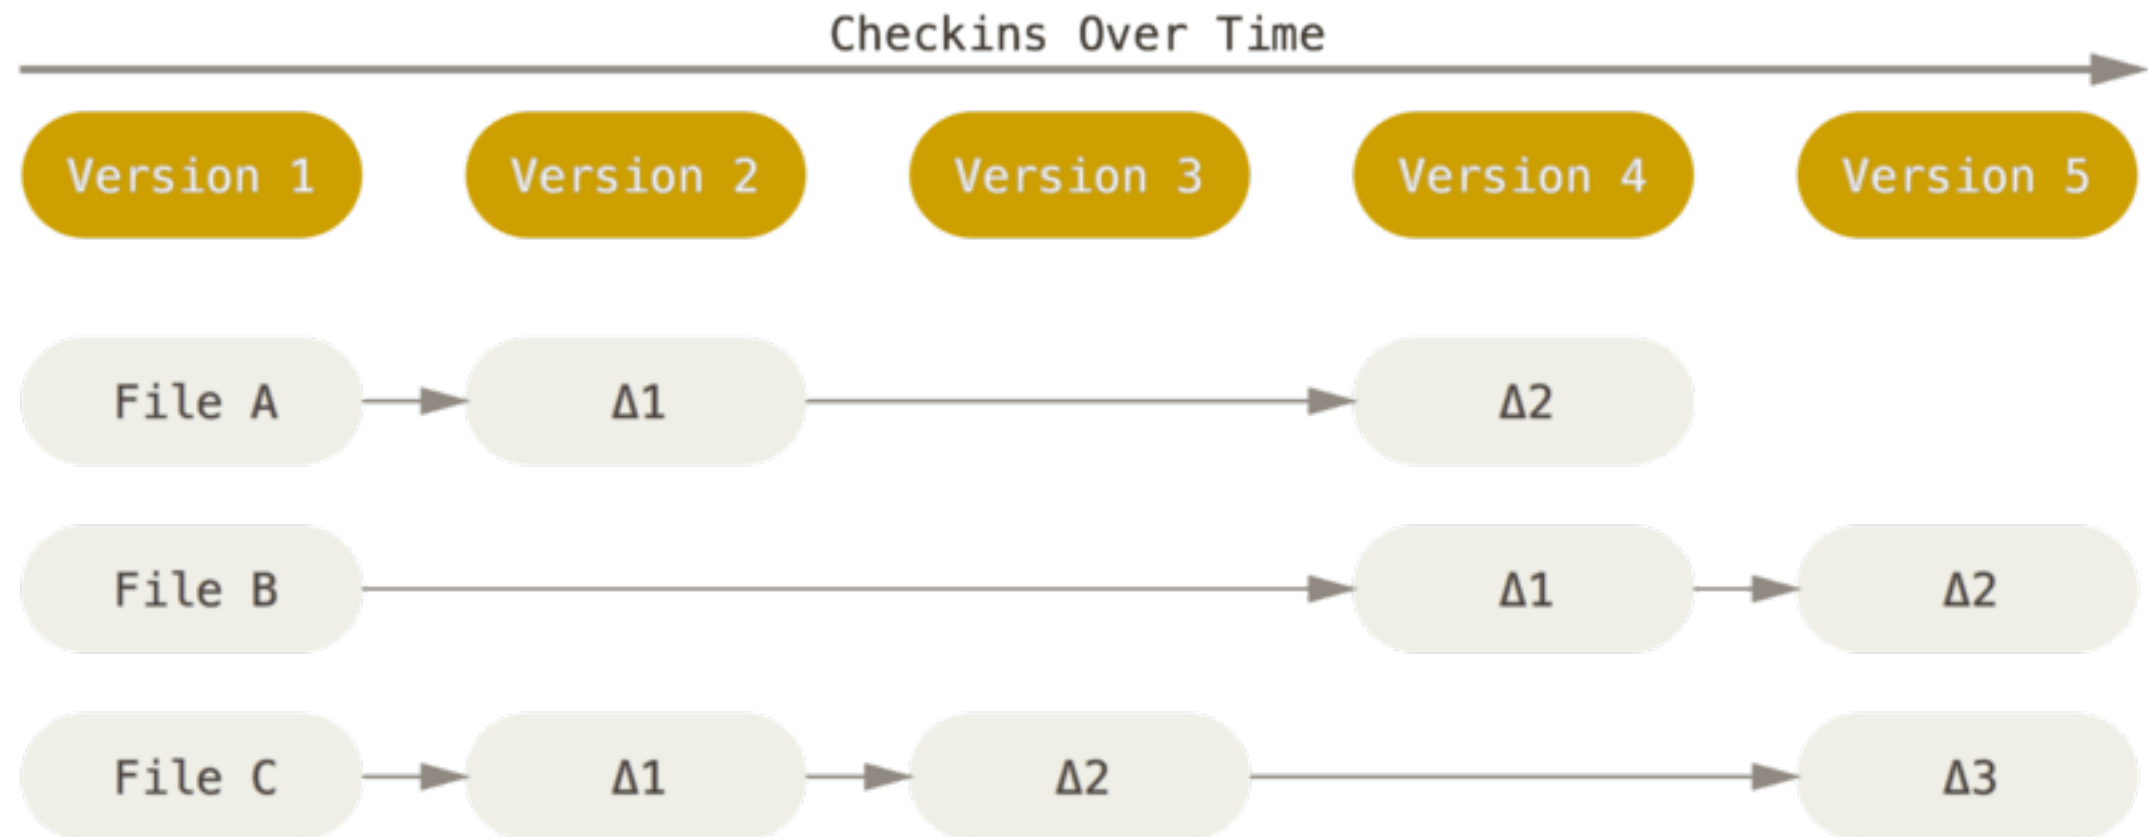 Checkins Over Time
Version 1 Version 2 Version 3 Version 4 Version 5
File A Δ1 Δ2
File B Δ1 Δ2
File C Δ1 Δ2 Δ3